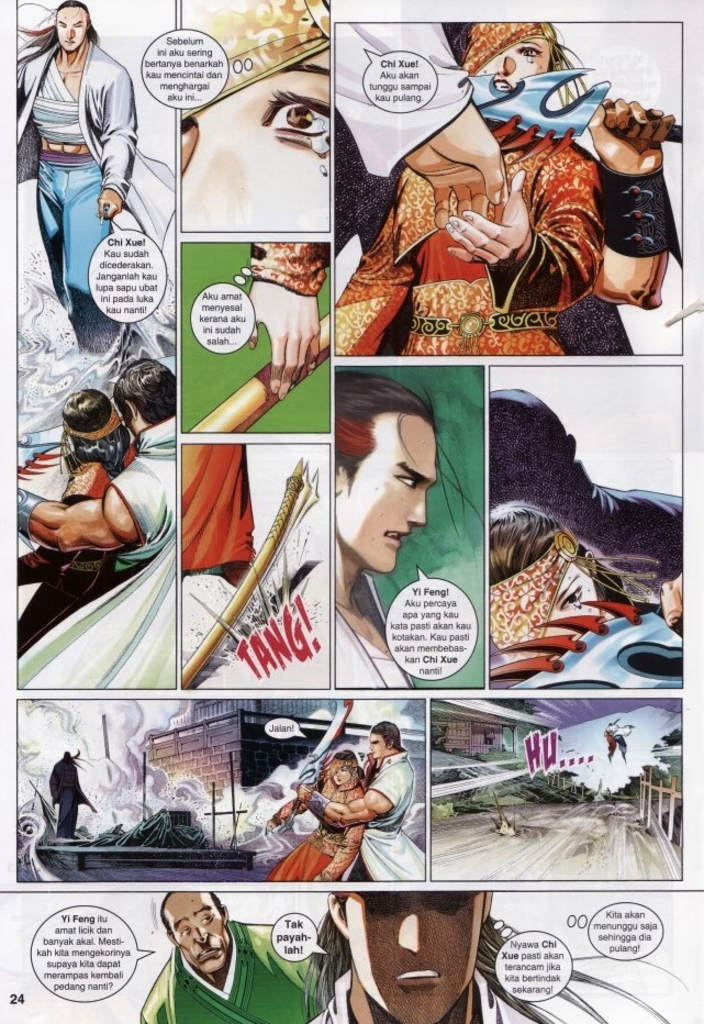 Sebelum
ini aku sering
bertanya benarkah
kau mencintai dan
menghargai
aku ini...
Chi Xue!
Kau sudah
dicederakan.
Janganlah kau
lupa sapu ubat
ini pada luka
kau nanti!
Aku amat
menyesal
kerana aku
ini sudah
salah...
TANG!
Chi Xue!
Aku akan
tunggu sampai
kau pulang.
Yi Feng!
Aku percaya
apa yang kau
kata pasti akan kau
kotakan. Kau pasti
akan membebas-
kan Chi Xue
nanti!
Jalan!
HU....
Yi Feng itu
amat licik dan
banyak akal. Mesti-
kah kita mengekorinya
supaya kita dapat
merampas kembali
pedang nanti?
Tak
payah-
lah!
Nyawa Chi
Xue pasti akan
terancam jika
kita bertindak
sekarang!
Kita akan
menunggu saja
sehingga dia
pulang!
24